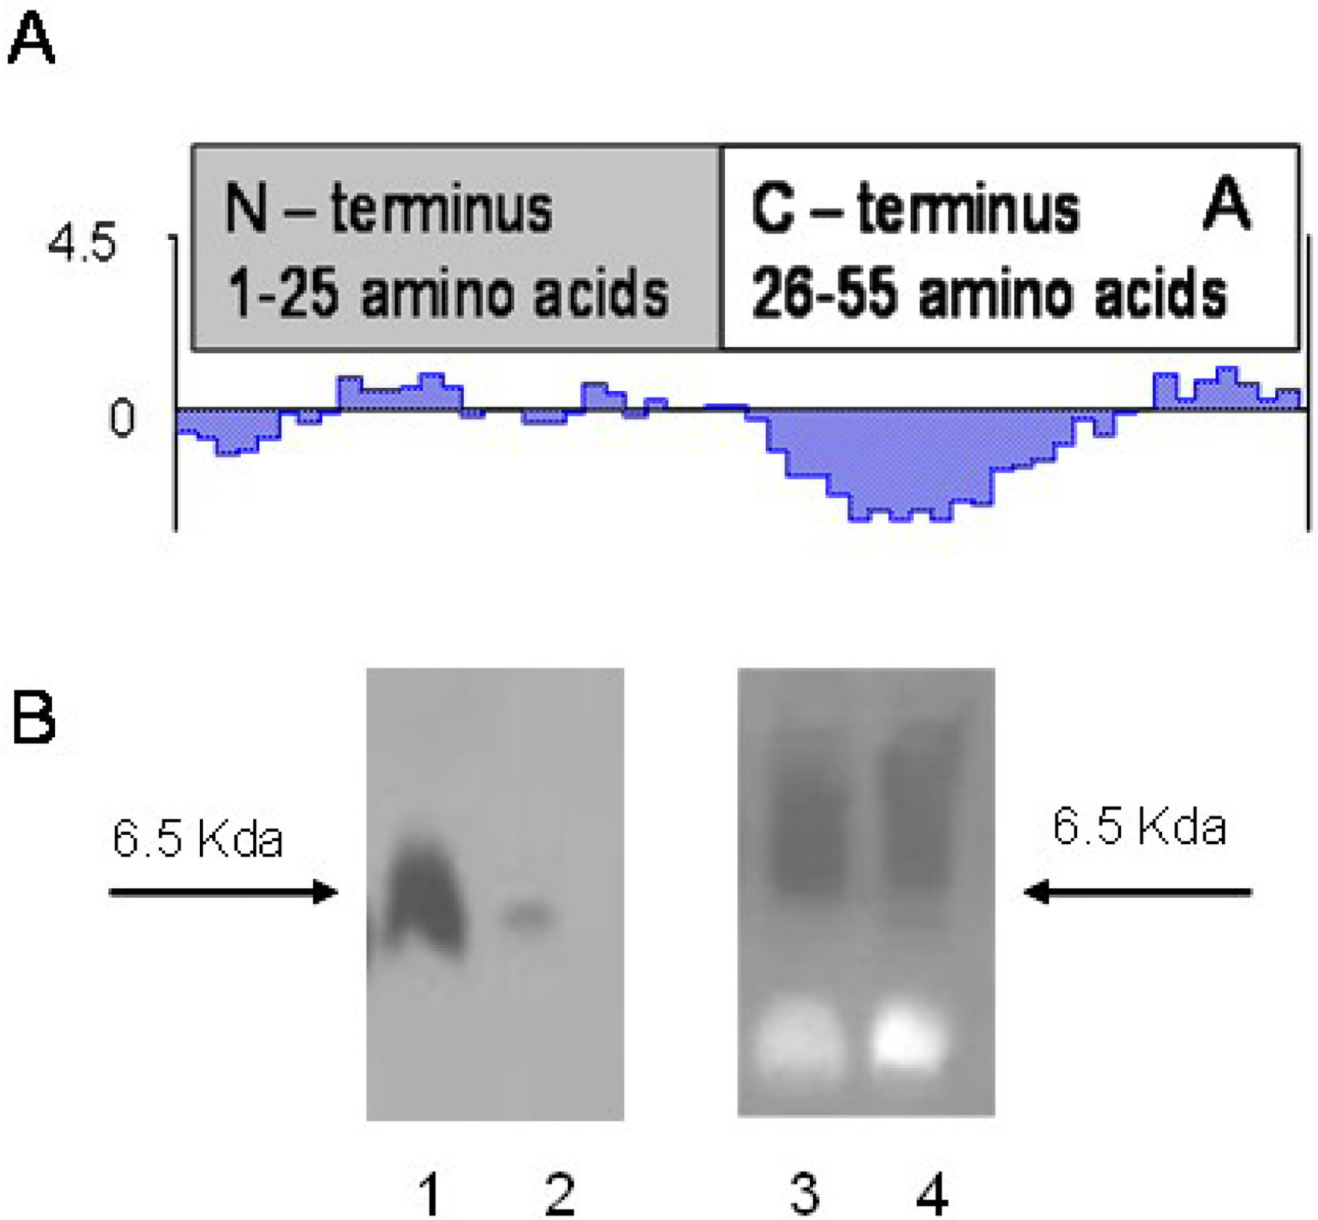 A
N – terminus
1-25 amino acids
C – terminus A
26-55 amino acids
4.5
0
B
6.5 Kda
6.5 Kda
1 2 3 4